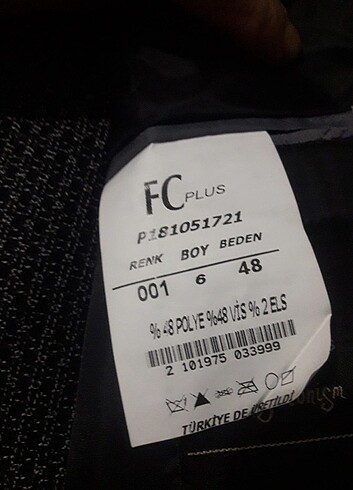 FC PLUS
P181051721
RENK BOY BEDEN
001 6 48
% 48 POLYE %48 VİS % 2 ELS
2 101975 033999
TÜRKİYE DE ÜRETİLDİ